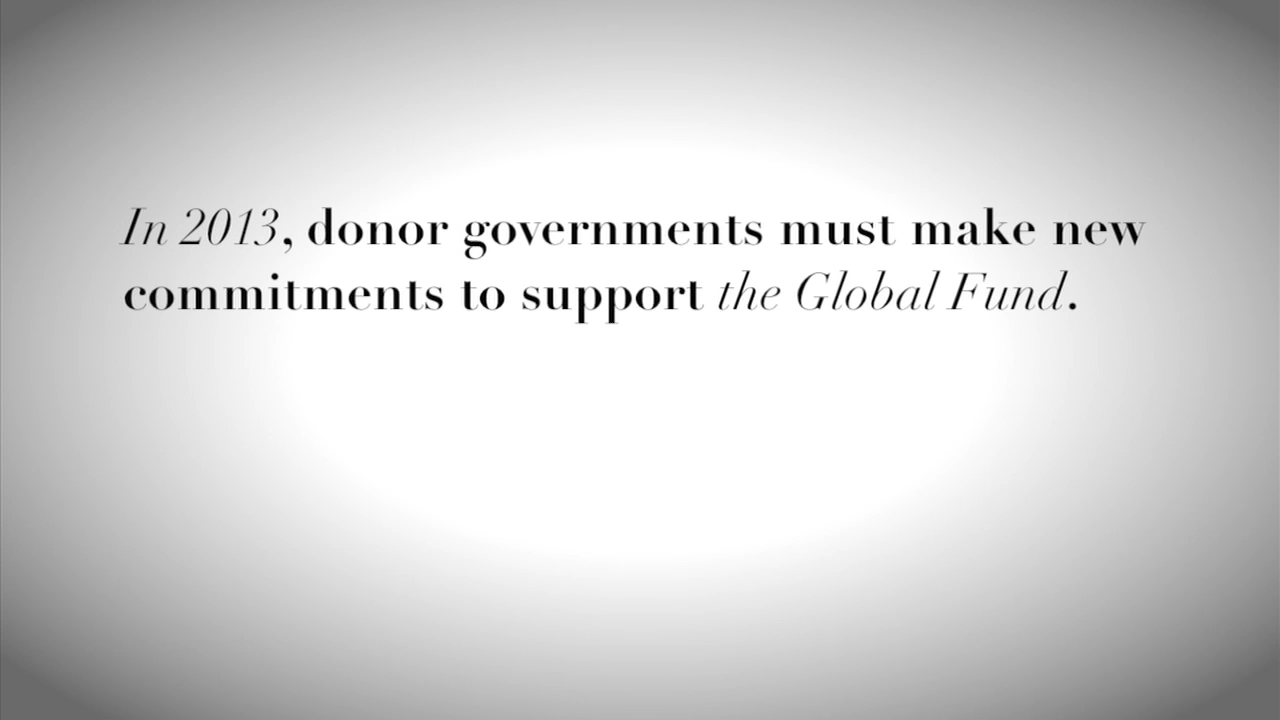 In 2013, donor governments must make new
commitments to support the Global Fund.